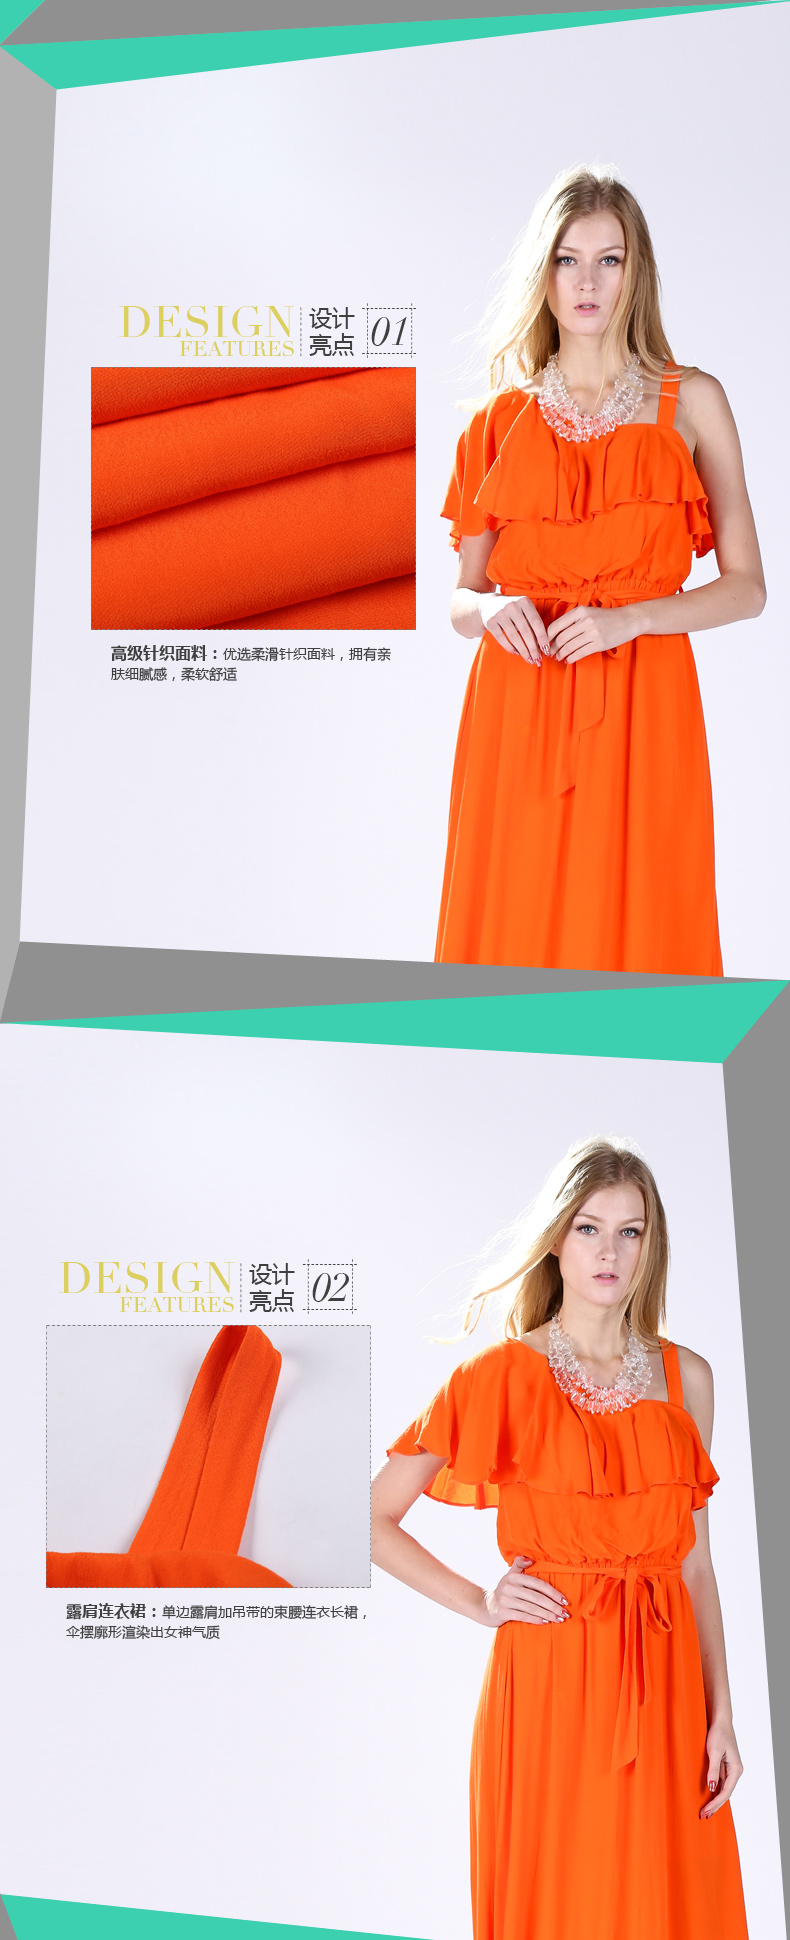 DESIGN
FEATURES
设计
亮点
01
高级针织面料：优选柔滑针织面料，拥有亲
肤细腻感，柔软舒适
DESIGN
FEATURES
设计
亮点
02
露肩连衣裙：单边露肩加吊带的束腰连衣长裙，
伞摆廓形渲染出女神气质